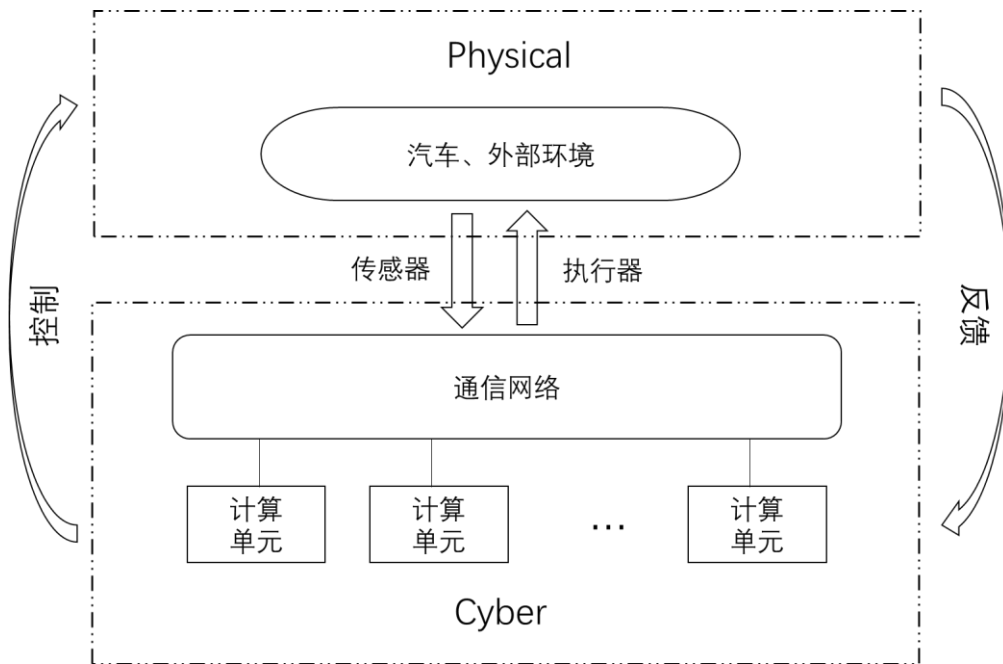 Physical
汽车、外部环境
传感器
执行器
控制
反馈
通信网络
计算
单元
计算
单元
...
计算
单元
Cyber